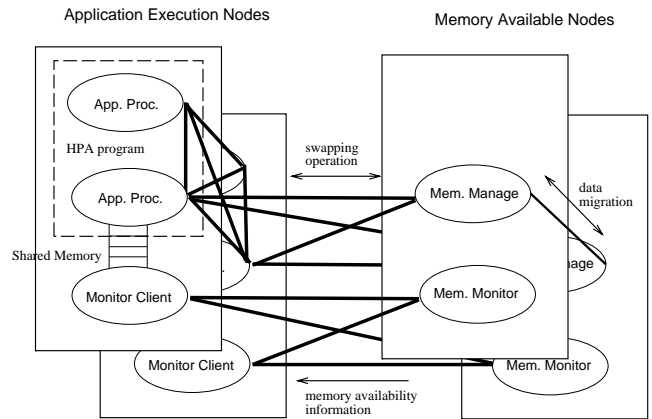 Application Execution Nodes
Memory Available Nodes
App. Proc.
HPA program
swapping
operation
App. Proc.
Mem. Manage
data
migration
Shared Memory
Monitor Client
Mem. Monitor
Monitor Client
Mem. Monitor
memory availability
information